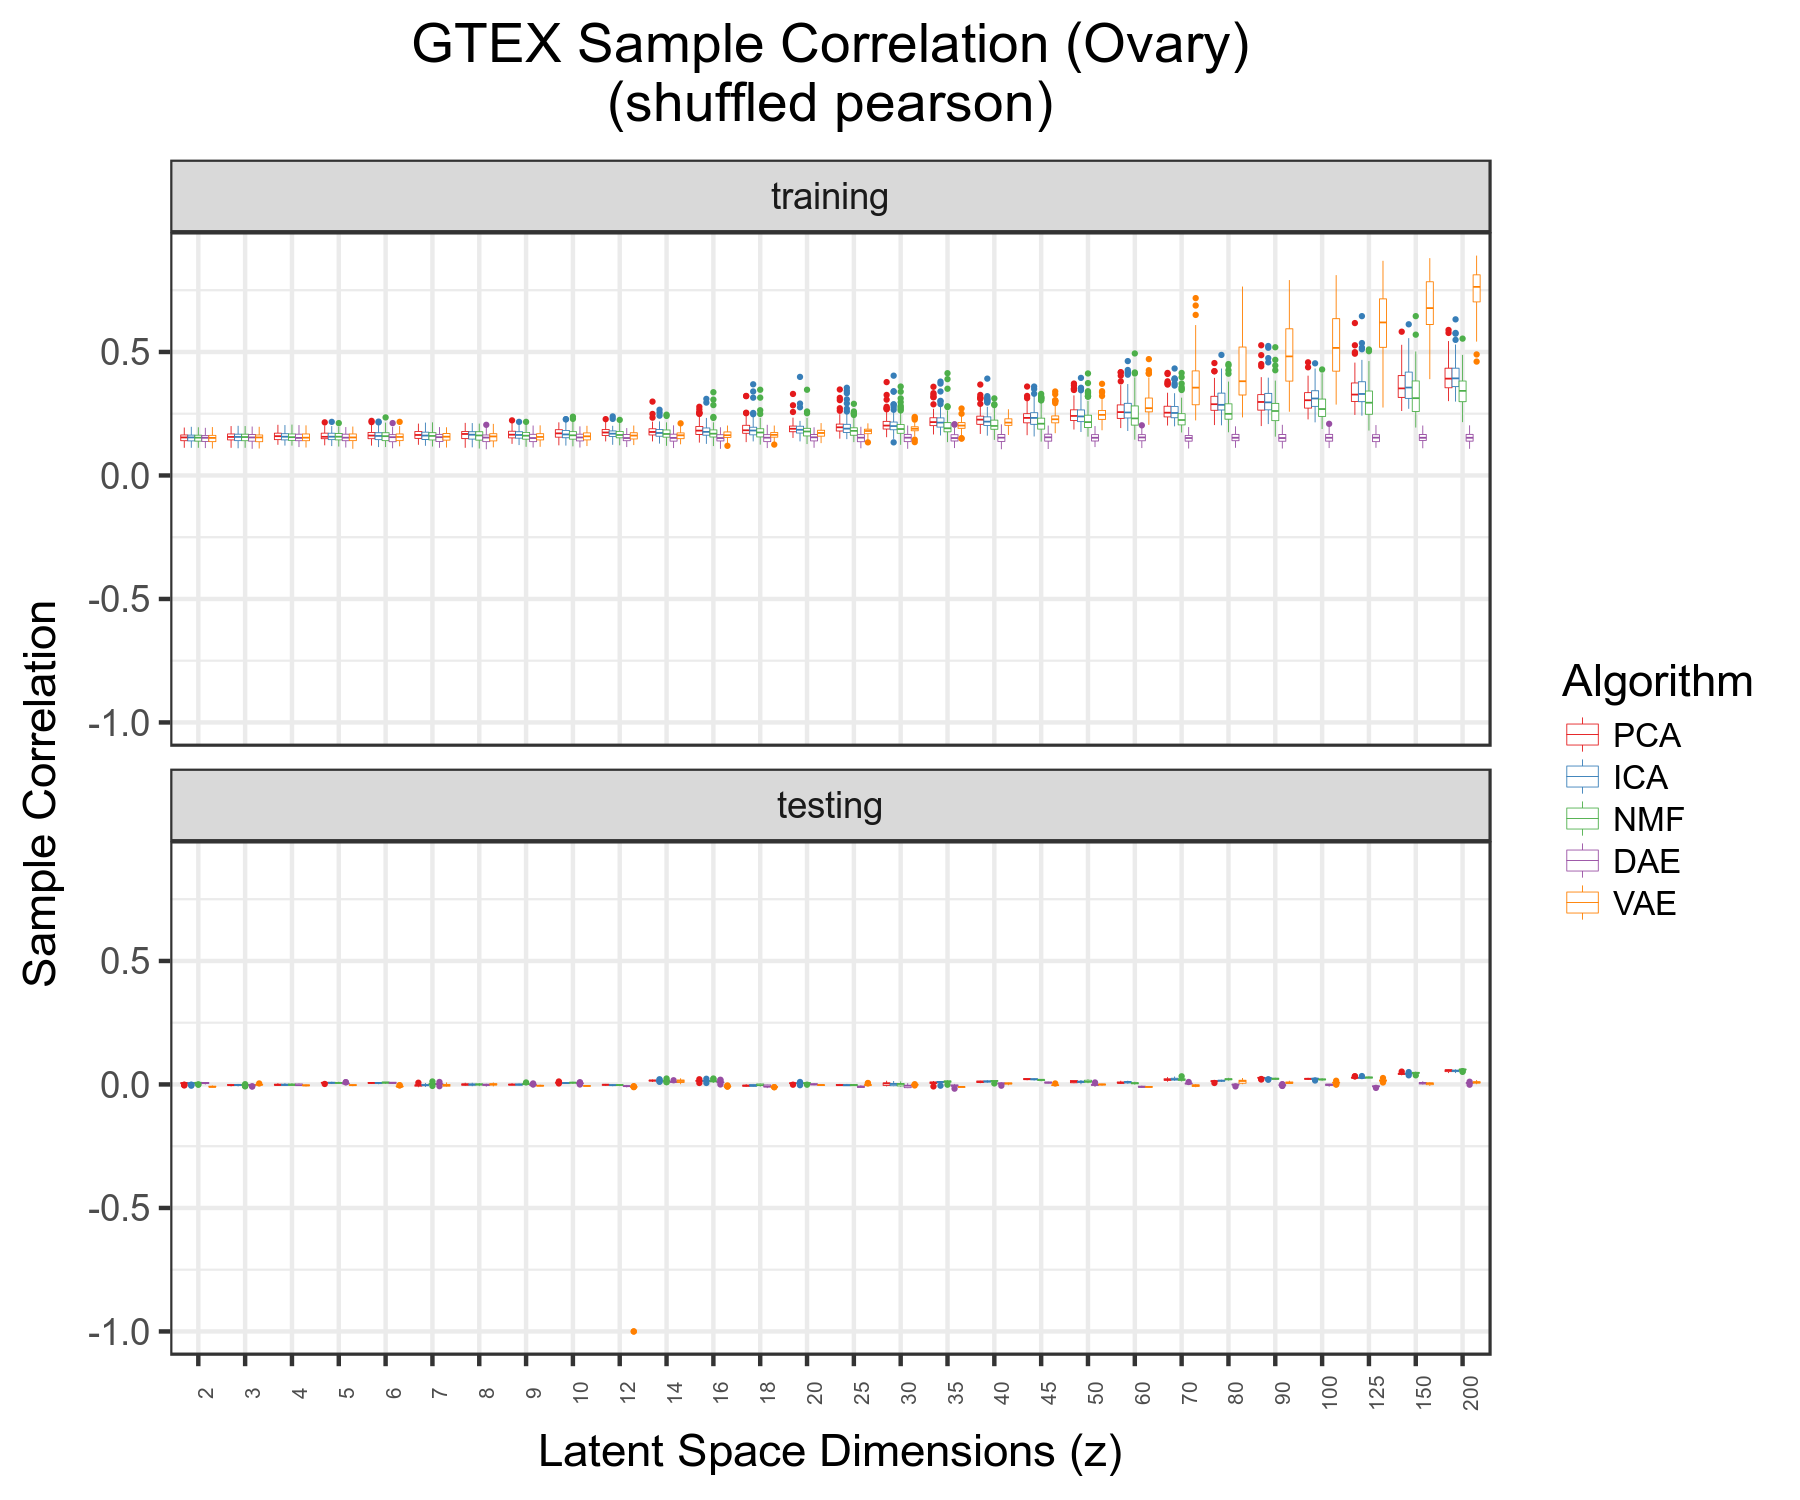 GTEX Sample Correlation (Ovary)
(shuffled pearson)
training
0.5
0.0
-0.5
-1.0
testing
0.5
0.0
-0.5
-1.0
2 3 4 5 6 7 8 9 10 12 14 16 18 20 25 30 35 40 45 50 60 70 80 90 100 125 150 200
Latent Space Dimensions (z)
Sample Correlation
Algorithm
PCA
ICA
NMF
DAE
VAE